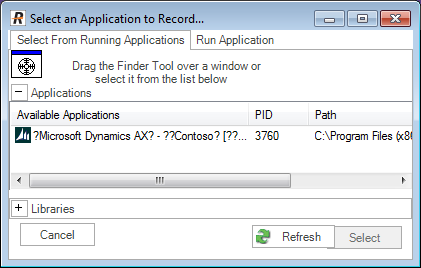 Select an Application to Record...
Select From Running Applications Run Application
Drag the Finder Tool over a window or
select it from the list below
Applications
Available Applications PID Path
?Microsoft Dynamics AX? - ??Contoso? [??... 3760 C:\Program Files (x86
Libraries
Cancel Refresh Select